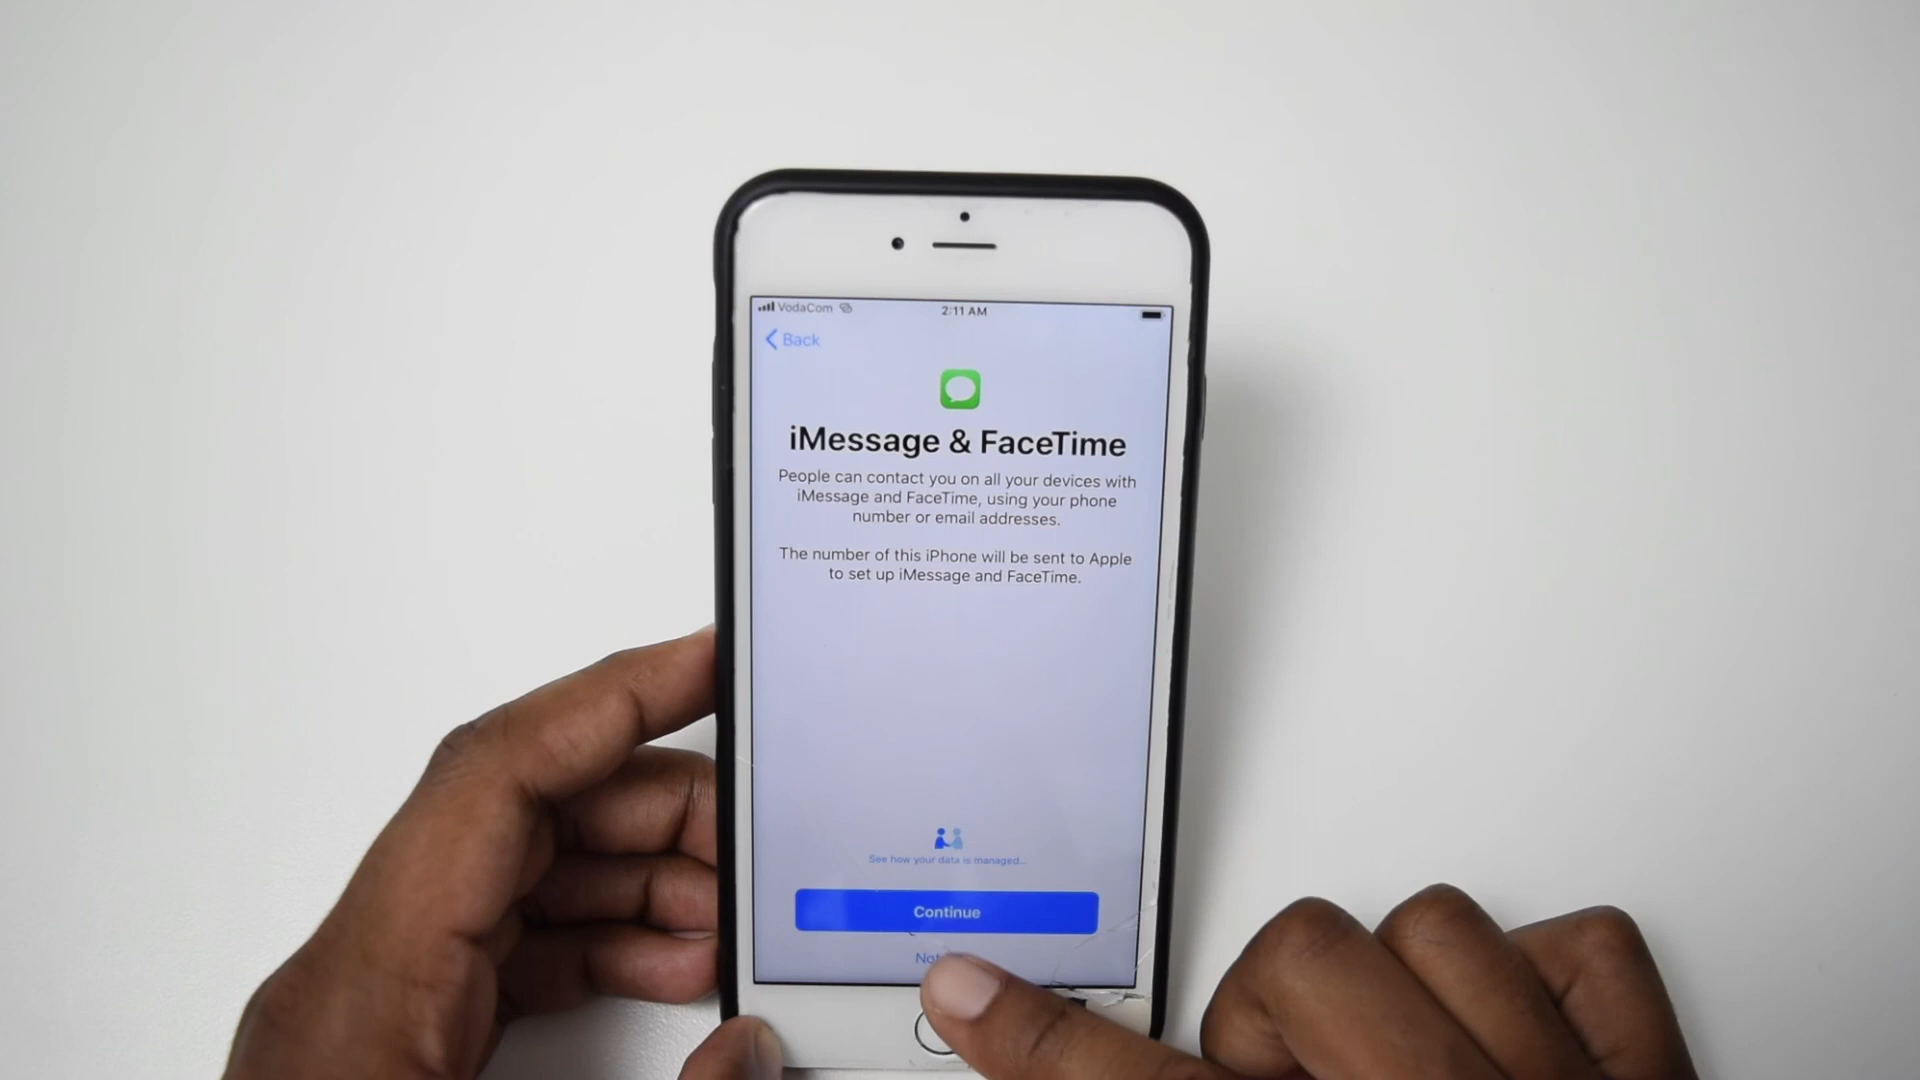 VodaCom
2:11 AM
Back
iMessage & FaceTime
People can contact you on all your devices with
iMessage and FaceTime, using your phone
number or email addresses.
The number of this iPhone will be sent to Apple
to set up iMessage and FaceTime.
See how your data is managed...
Continue
Not